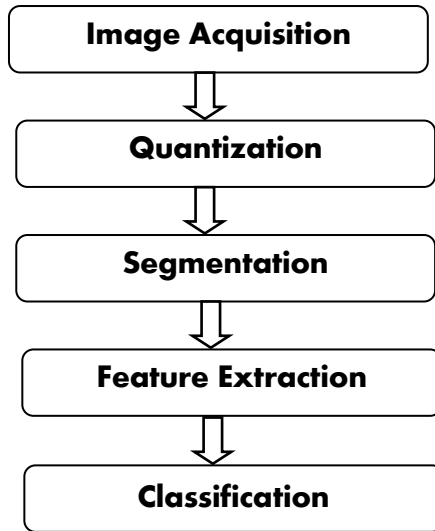 Image Acquisition
Quantization
Segmentation
Feature Extraction
Classification